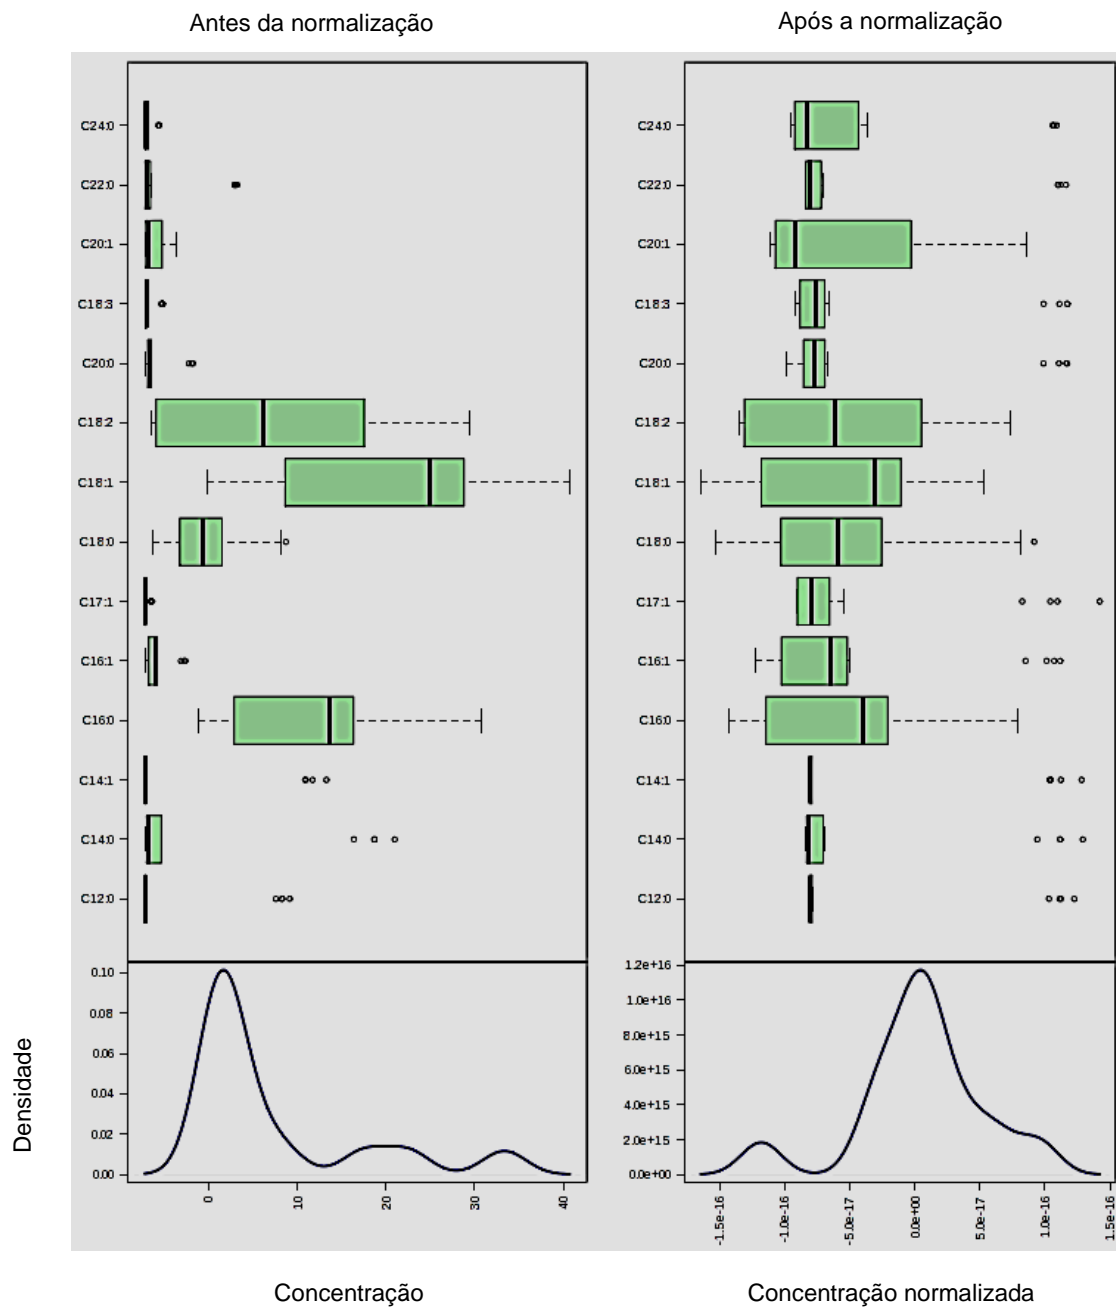 Antes da normalização
Após a normalização
C24:0
C22:0
C20:1
C18:3
C20:0
C18:2
C18:1
C18:0
C17:1
C16:1
C16:0
C14:1
C14:0
C12:0
C24:0
C22:0
C20:1
C18:3
C20:0
C18:2
C18:1
C18:0
C17:1
C16:1
C16:0
C14:1
C14:0
C12:0
Densidade
0.10
0.08
0.06
0.04
0.02
0.00
0
10
20
30
40
1.2e+16
1.0e+16
8.0e+15
6.0e+15
4.0e+15
2.0e+15
0.0e+00
-1.5e-16
-1.0e-16
-5.0e-17
0.0e+00
5.0e-17
1.0e-16
1.5e-16
Concentração
Concentração normalizada